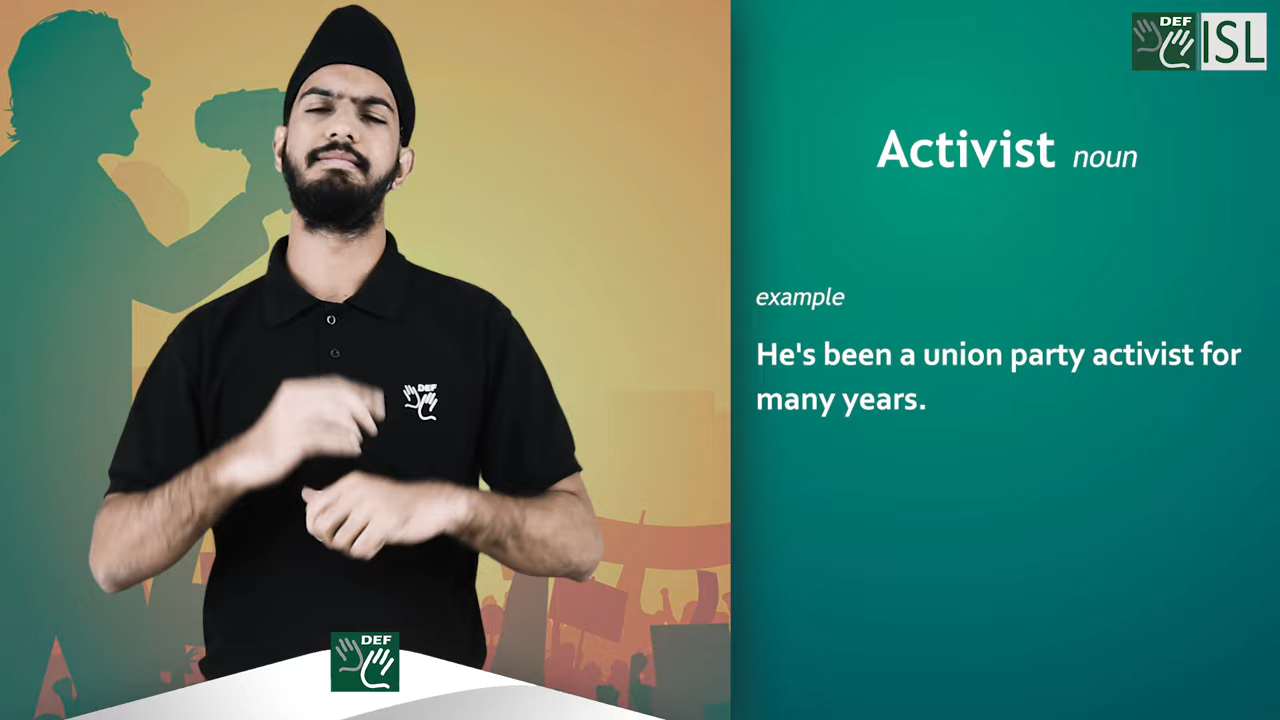 DEF
ISL
Activist noun
example
He's been a union party activist for
many years.
DEF
DEF